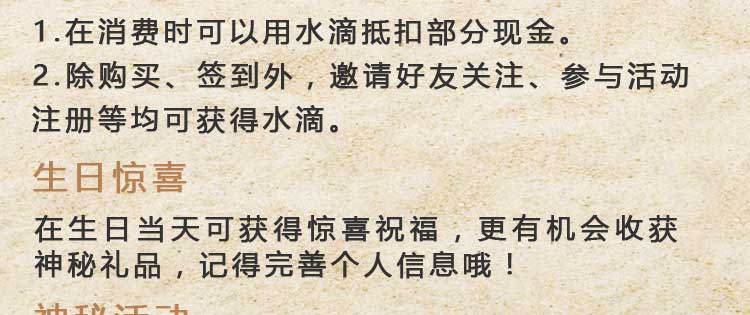 1.在消费时可以用水滴抵扣部分现金。
2.除购买、签到外，邀请好友关注、参与活动
注册等均可获得水滴。
生日惊喜
在生日当天可获得惊喜祝福，更有机会收获
神秘礼品，记得完善个人信息哦！
神秘活动